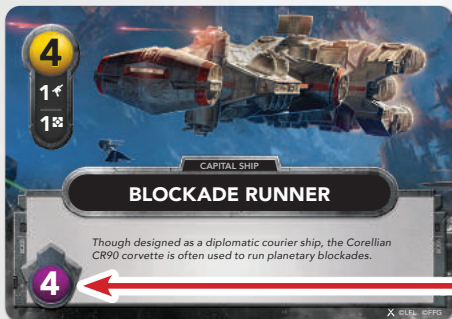 4
1
1
CAPITAL SHIP
BLOCKADE RUNNER
Though designed as a diplomatic courier ship, the Corellian
CR90 corvette is often used to run planetary blockades.
4
©LFL ©FFG